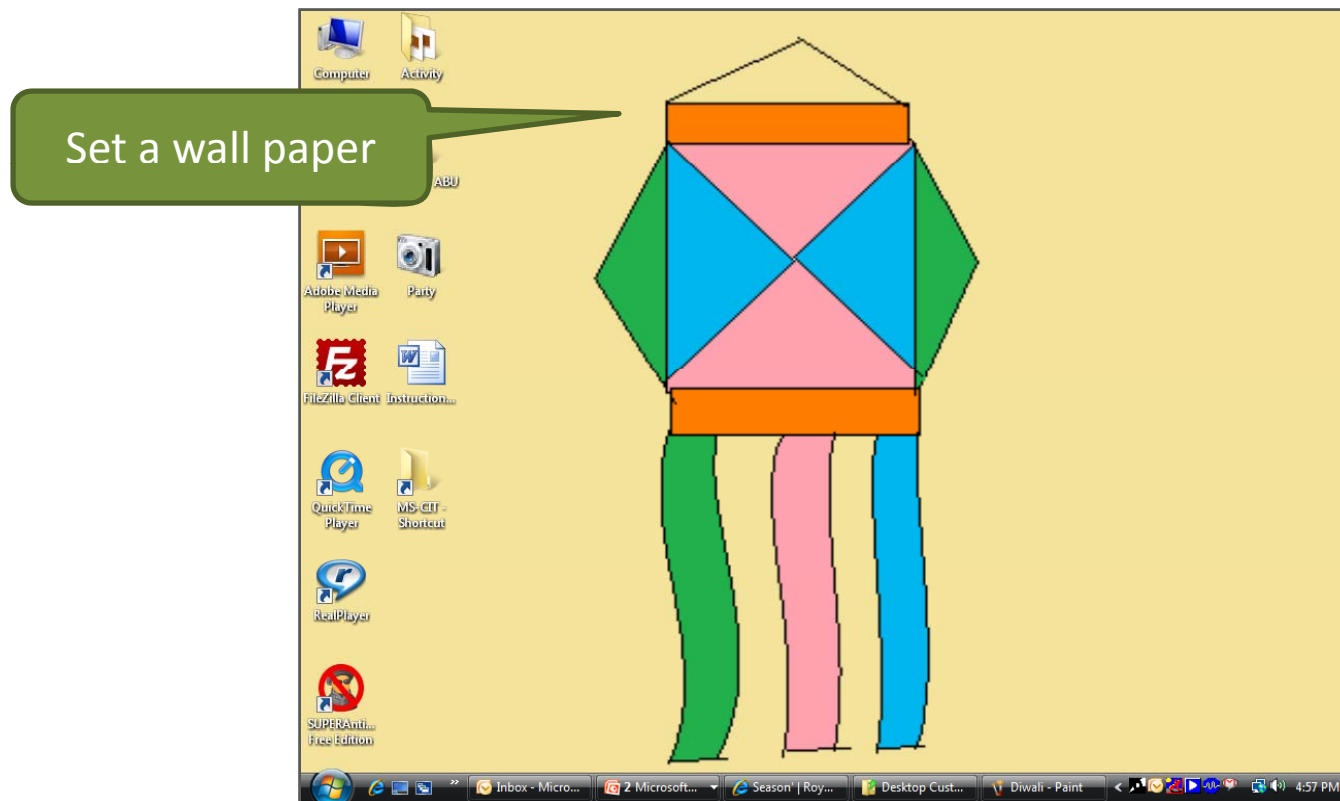 Computer
Activity
Set a wall paper
ABU
Adobe Media
Player
Party
FileZilla Client
Instruction...
QuickTime
Player
MS-CIT -
Shortcut
RealPlayer
SUPERAnti...
Free Edition
Inbox - Micro...
2 Microsoft...
Season' | Roy...
Desktop Cust...
Diwali - Paint
4:57 PM